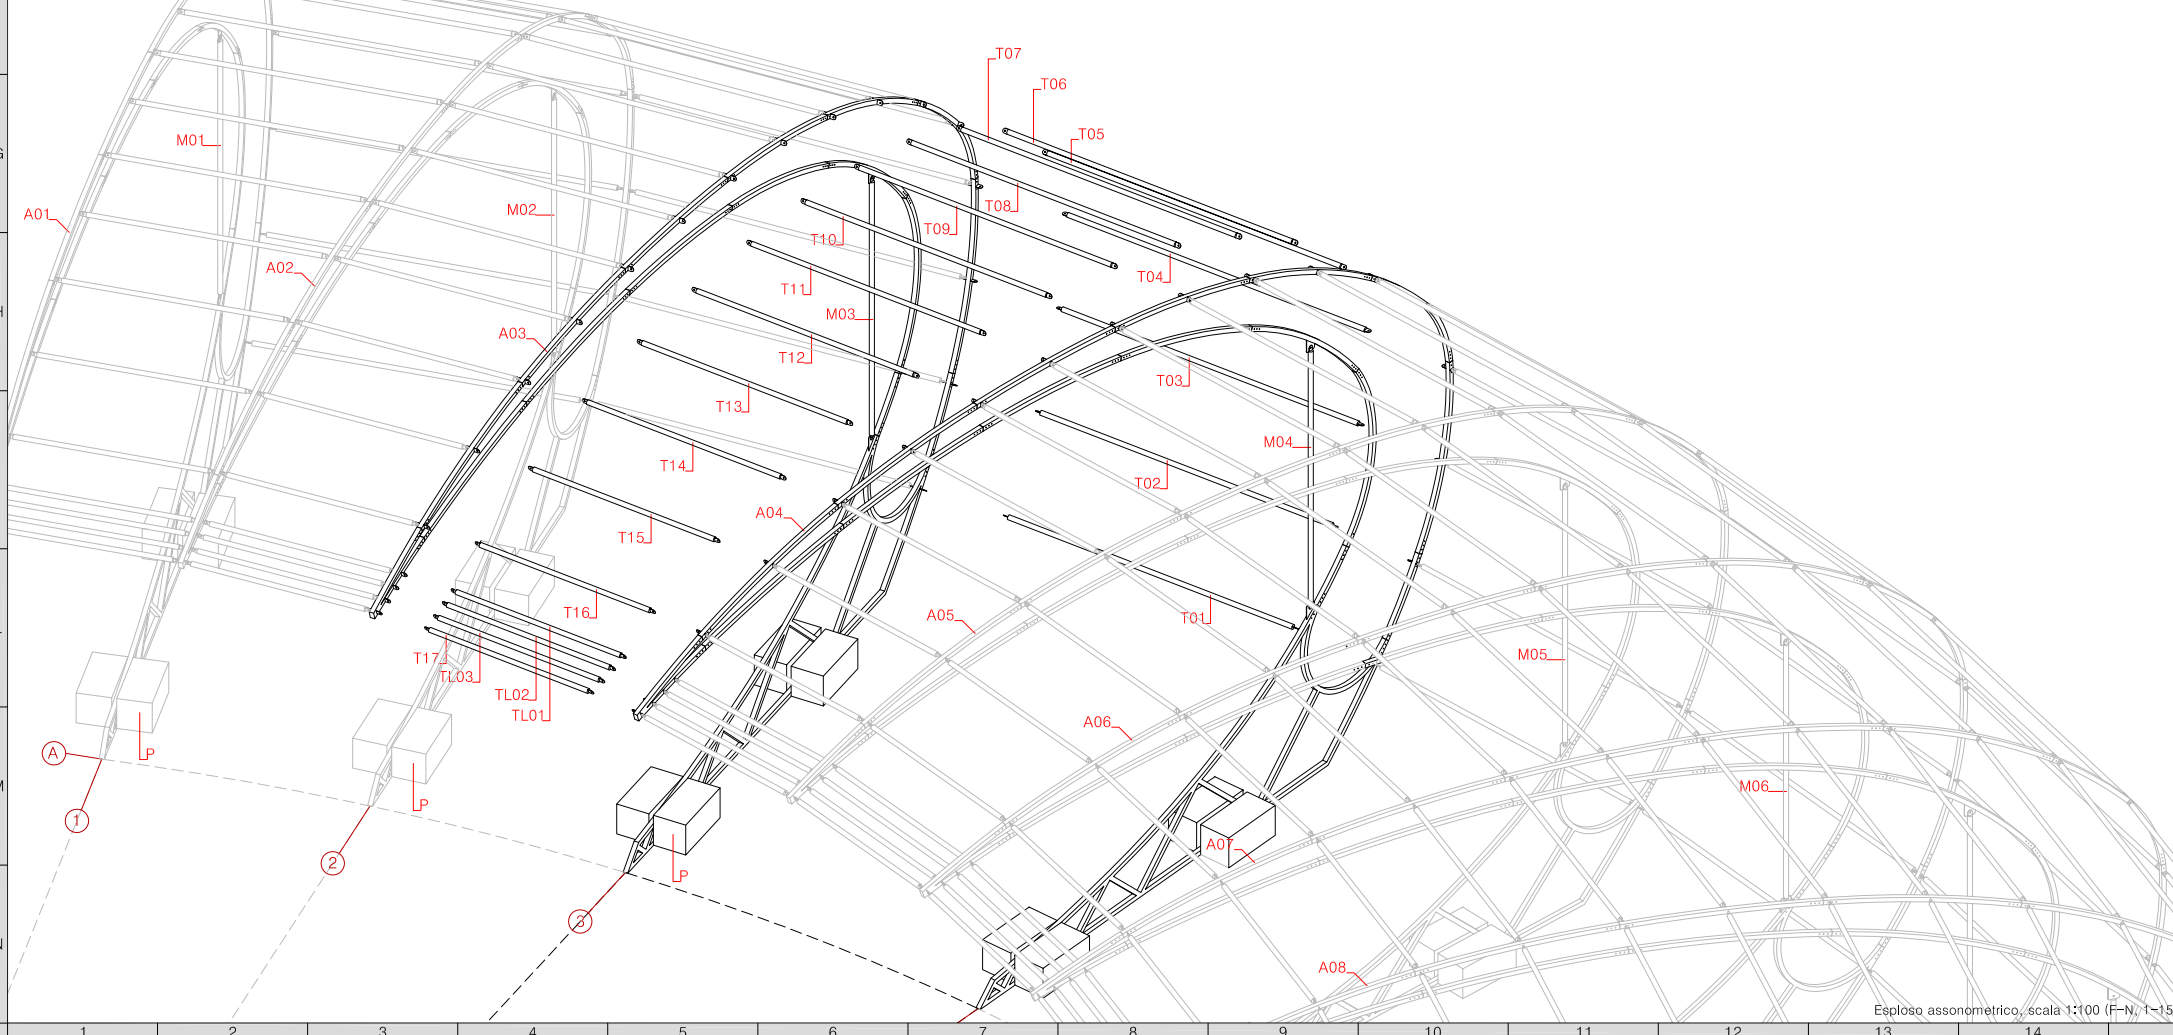 T07
T06
T05
M01
G
M02
T08
A01
T09
T10
A02
T04
T11
H
M03
A03
T12
T03
T13
M04
T14
T02
A04
T15
T16
A05
T01
T17
M05
TL03
TL02
TL01
A06
A
P
M
M06
P
1
A07
2
P
3
N
A08
Esploso assonometrico, scala 1:100 (F-N, 1-15
1 2 3 4 5 6 7 8 9 10 11 12 13 14